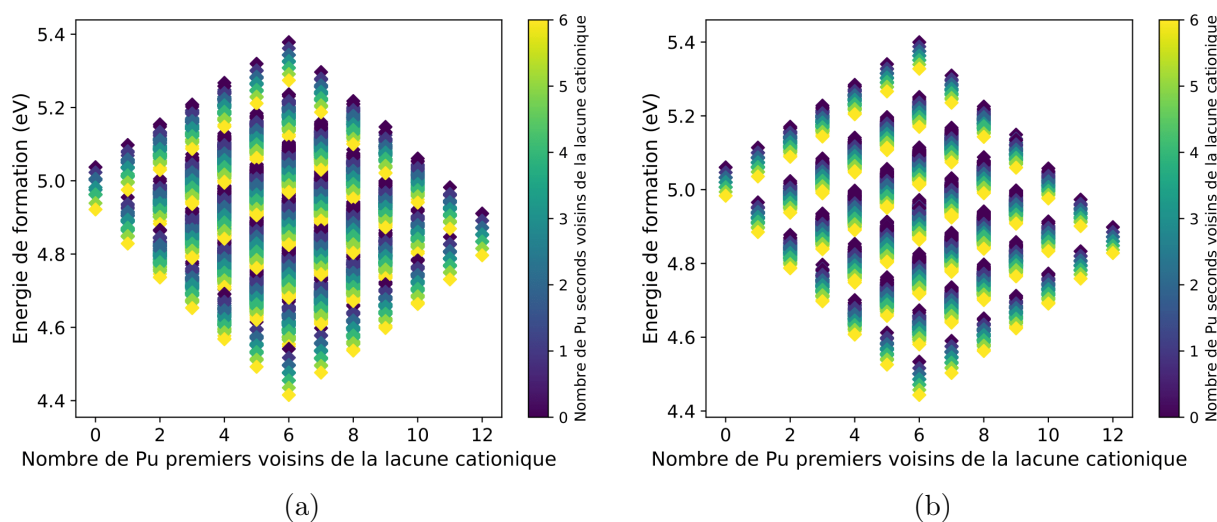 5.4
5.2
5.0
4.8
4.6
4.4
Energie de formation (eV)
0 2 4 6 8 10 12
Nombre de Pu premiers voisins de la lacune cationique
6
5
4
3
2
1
0
Nombre de Pu seconds voisins de la lacune cationique
(a)
5.4
5.2
5.0
4.8
4.6
4.4
Energie de formation (eV)
0 2 4 6 8 10 12
Nombre de Pu premiers voisins de la lacune cationique
6
5
4
3
2
1
0
Nombre de Pu seconds voisins de la lacune cationique
(b)